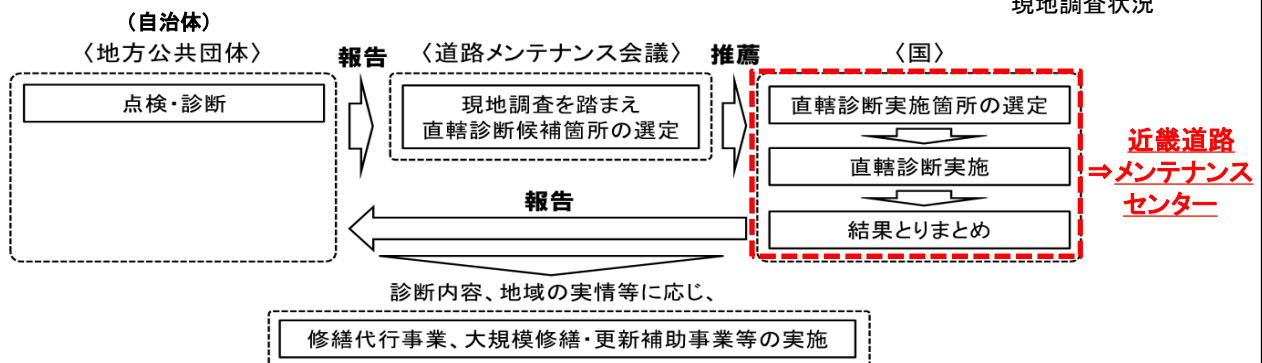 現地調査状況
(自治体)
〈地方公共団体〉
報告
〈道路メンテナンス会議〉
推薦
〈国〉
点検・診断
現地調査を踏まえ
直轄診断候補箇所の選定
直轄診断実施箇所の選定
直轄診断実施
結果とりまとめ
近畿道路
⇒メンテナンス
センター
報告
診断内容、地域の実情等に応じ、
修繕代行事業、大規模修繕・更新補助事業等の実施